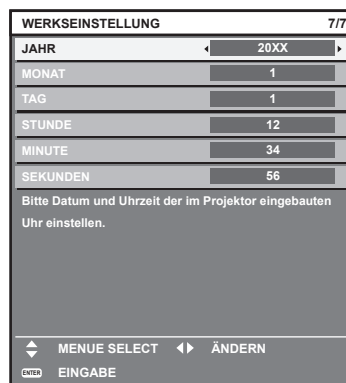 WERKSEINSTELLUNG 7/7
JAHR 20XX
MONAT 1
TAG 1
STUNDE 12
MINUTE 34
SEKUNDEN 56
Bitte Datum und Uhrzeit der im Projektor eingebauten
Uhr einstellen.
MENUE SELECT ÄNDERN
ENTER EINGABE